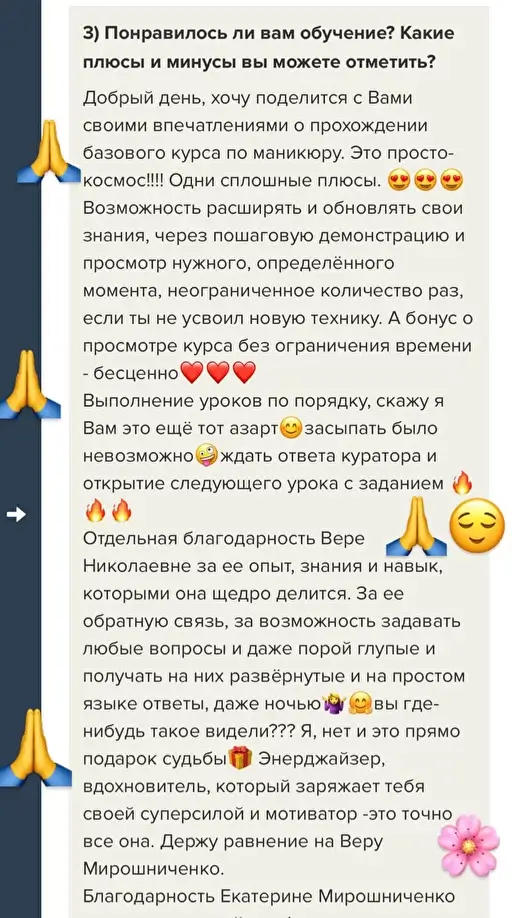 3) Понравилось ли вам обучение? Какие
плюсы и минусы вы можете отметить?
Добрый день, хочу поделится с Вами
своими впечатлениями о прохождении
базового курса по маникюру. Это просто-
космос!!!! Одни сплошные плюсы. 😍😍😍
Возможность расширять и обновлять свои
знания, через пошаговую демонстрацию и
просмотр нужного, определённого
момента, неограниченное количество раз,
если ты не усвоил новую технику. А бонус о
просмотре курса без ограничения времени
- бесценно❤️❤️❤️
Выполнение уроков по порядку, скажу я
Вам это ещё тот азарт😊засыпать было
невозможно🤪ждать ответа куратора и
открытие следующего урока с заданием 🔥
🔥🔥
Отдельная благодарность Вере
Николаевне за ее опыт, знания и навык,
которыми она щедро делится. За ее
обратную связь, за возможность задавать
любые вопросы и даже порой глупые и
получать на них развёрнутые и на простом
языке ответы, даже ночью🤷‍♀️🤗вы где-
нибудь такое видели??? Я, нет и это прямо
подарок судьбы🎁 Энерджайзер,
вдохновитель, который заряжает тебя
своей суперсилой и мотиватор -это точно
все она. Держу равнение на Веру
Мирошниченко.
Благодарность Екатерине Мирошниченко